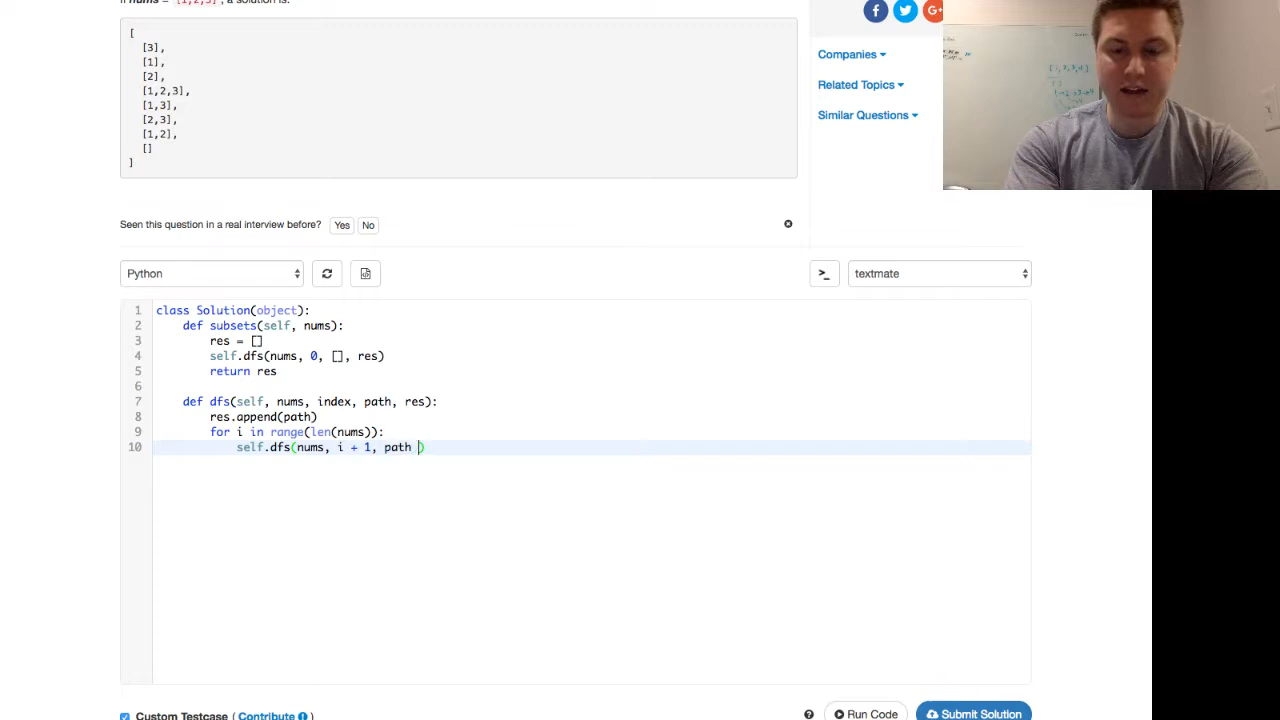 [
[3],
[1],
[2],
[1,2,3],
[1,3],
[2,3],
[1,2],
[]
]
Companies
Related Topics
Similar Questions
Seen this question in a real interview before? Yes No
Python
>_
textmate
1 class Solution(object):
2 def subsets(self, nums):
3 res = []
4 self.dfs(nums, 0, [], res)
5 return res
6
7 def dfs(self, nums, index, path, res):
8 res.append(path)
9 for i in range(len(nums)):
10 self.dfs(nums, i + 1, path )
Custom Testcase ( Contribute )
Run Code
Submit Solution